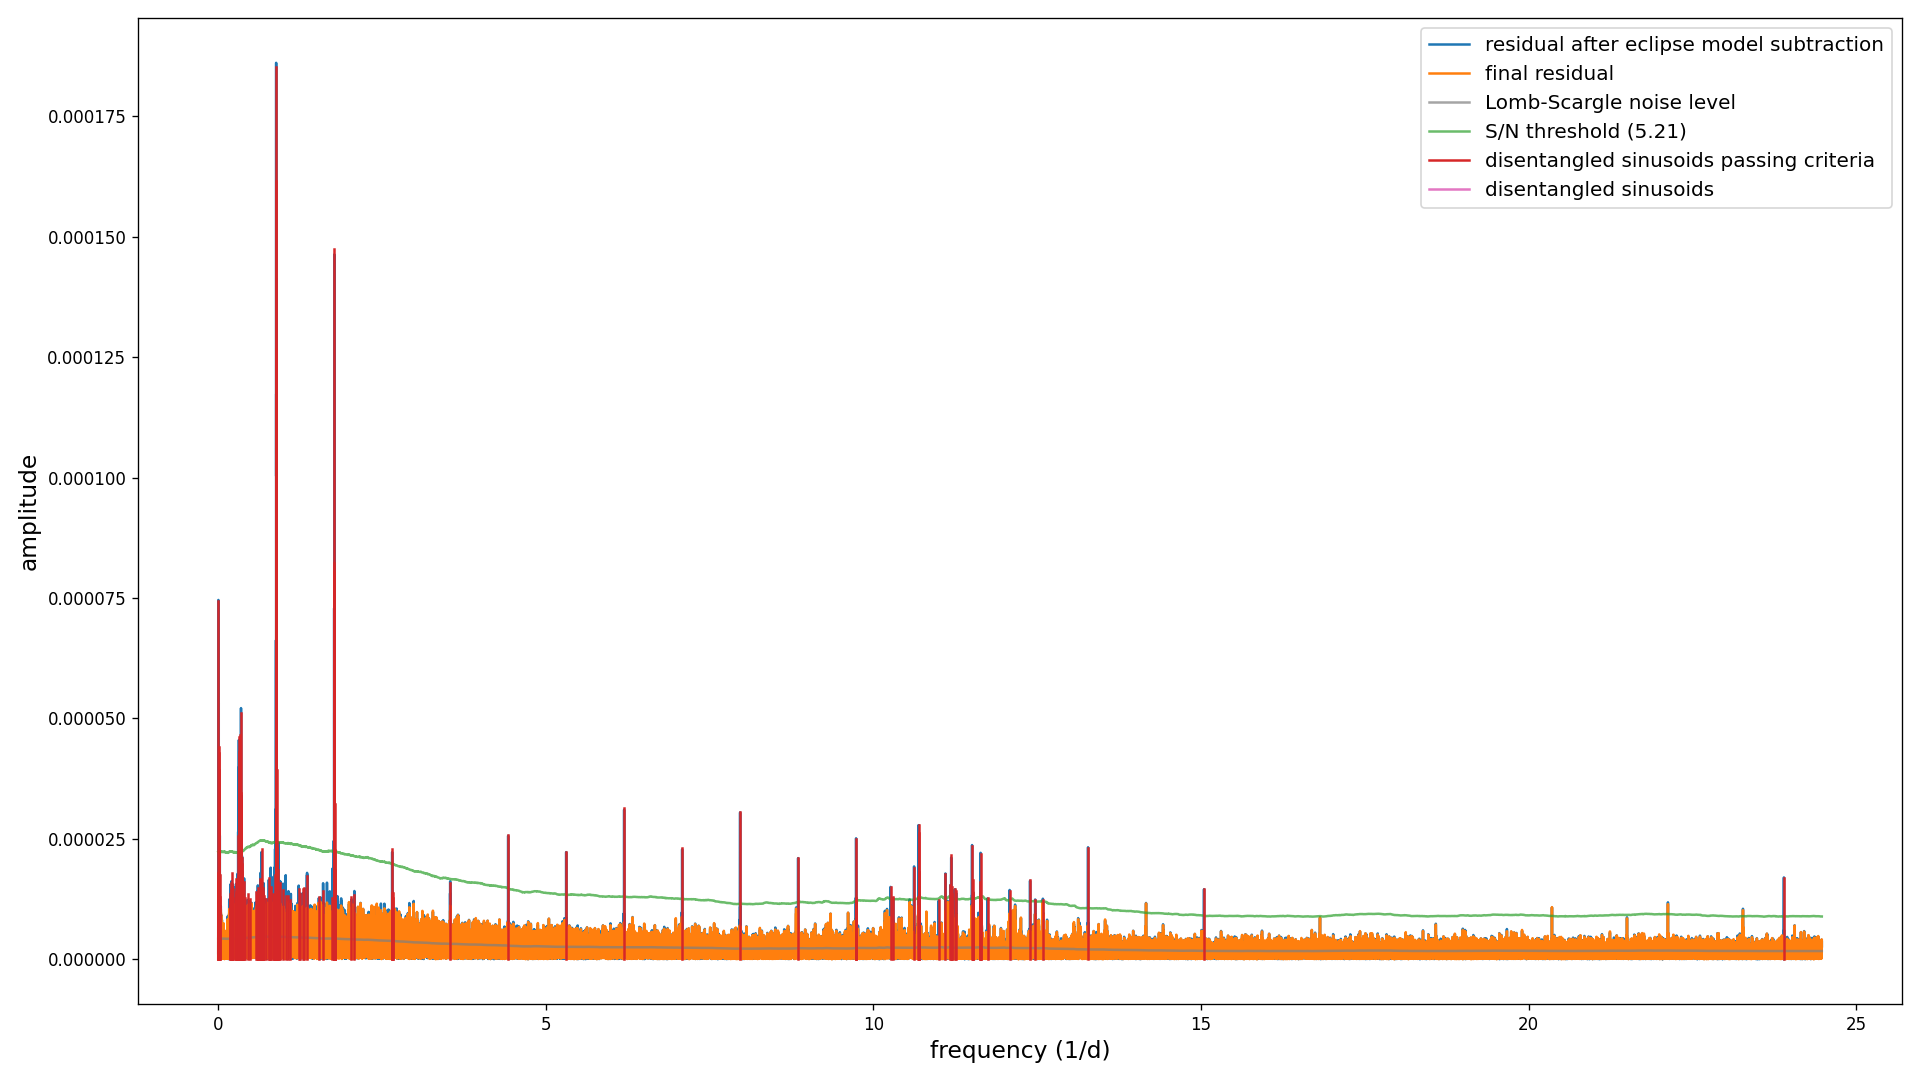 residual after eclipse model subtraction
final residual
Lomb-Scargle noise level
S/N threshold (5.21)
disentangled sinusoids passing criteria
disentangled sinusoids
0.000175
0.000150
0.000125
0.000100
0.000075
0.000050
0.000025
0.000000
amplitude
0 5 10 15 20 25
frequency (1/d)